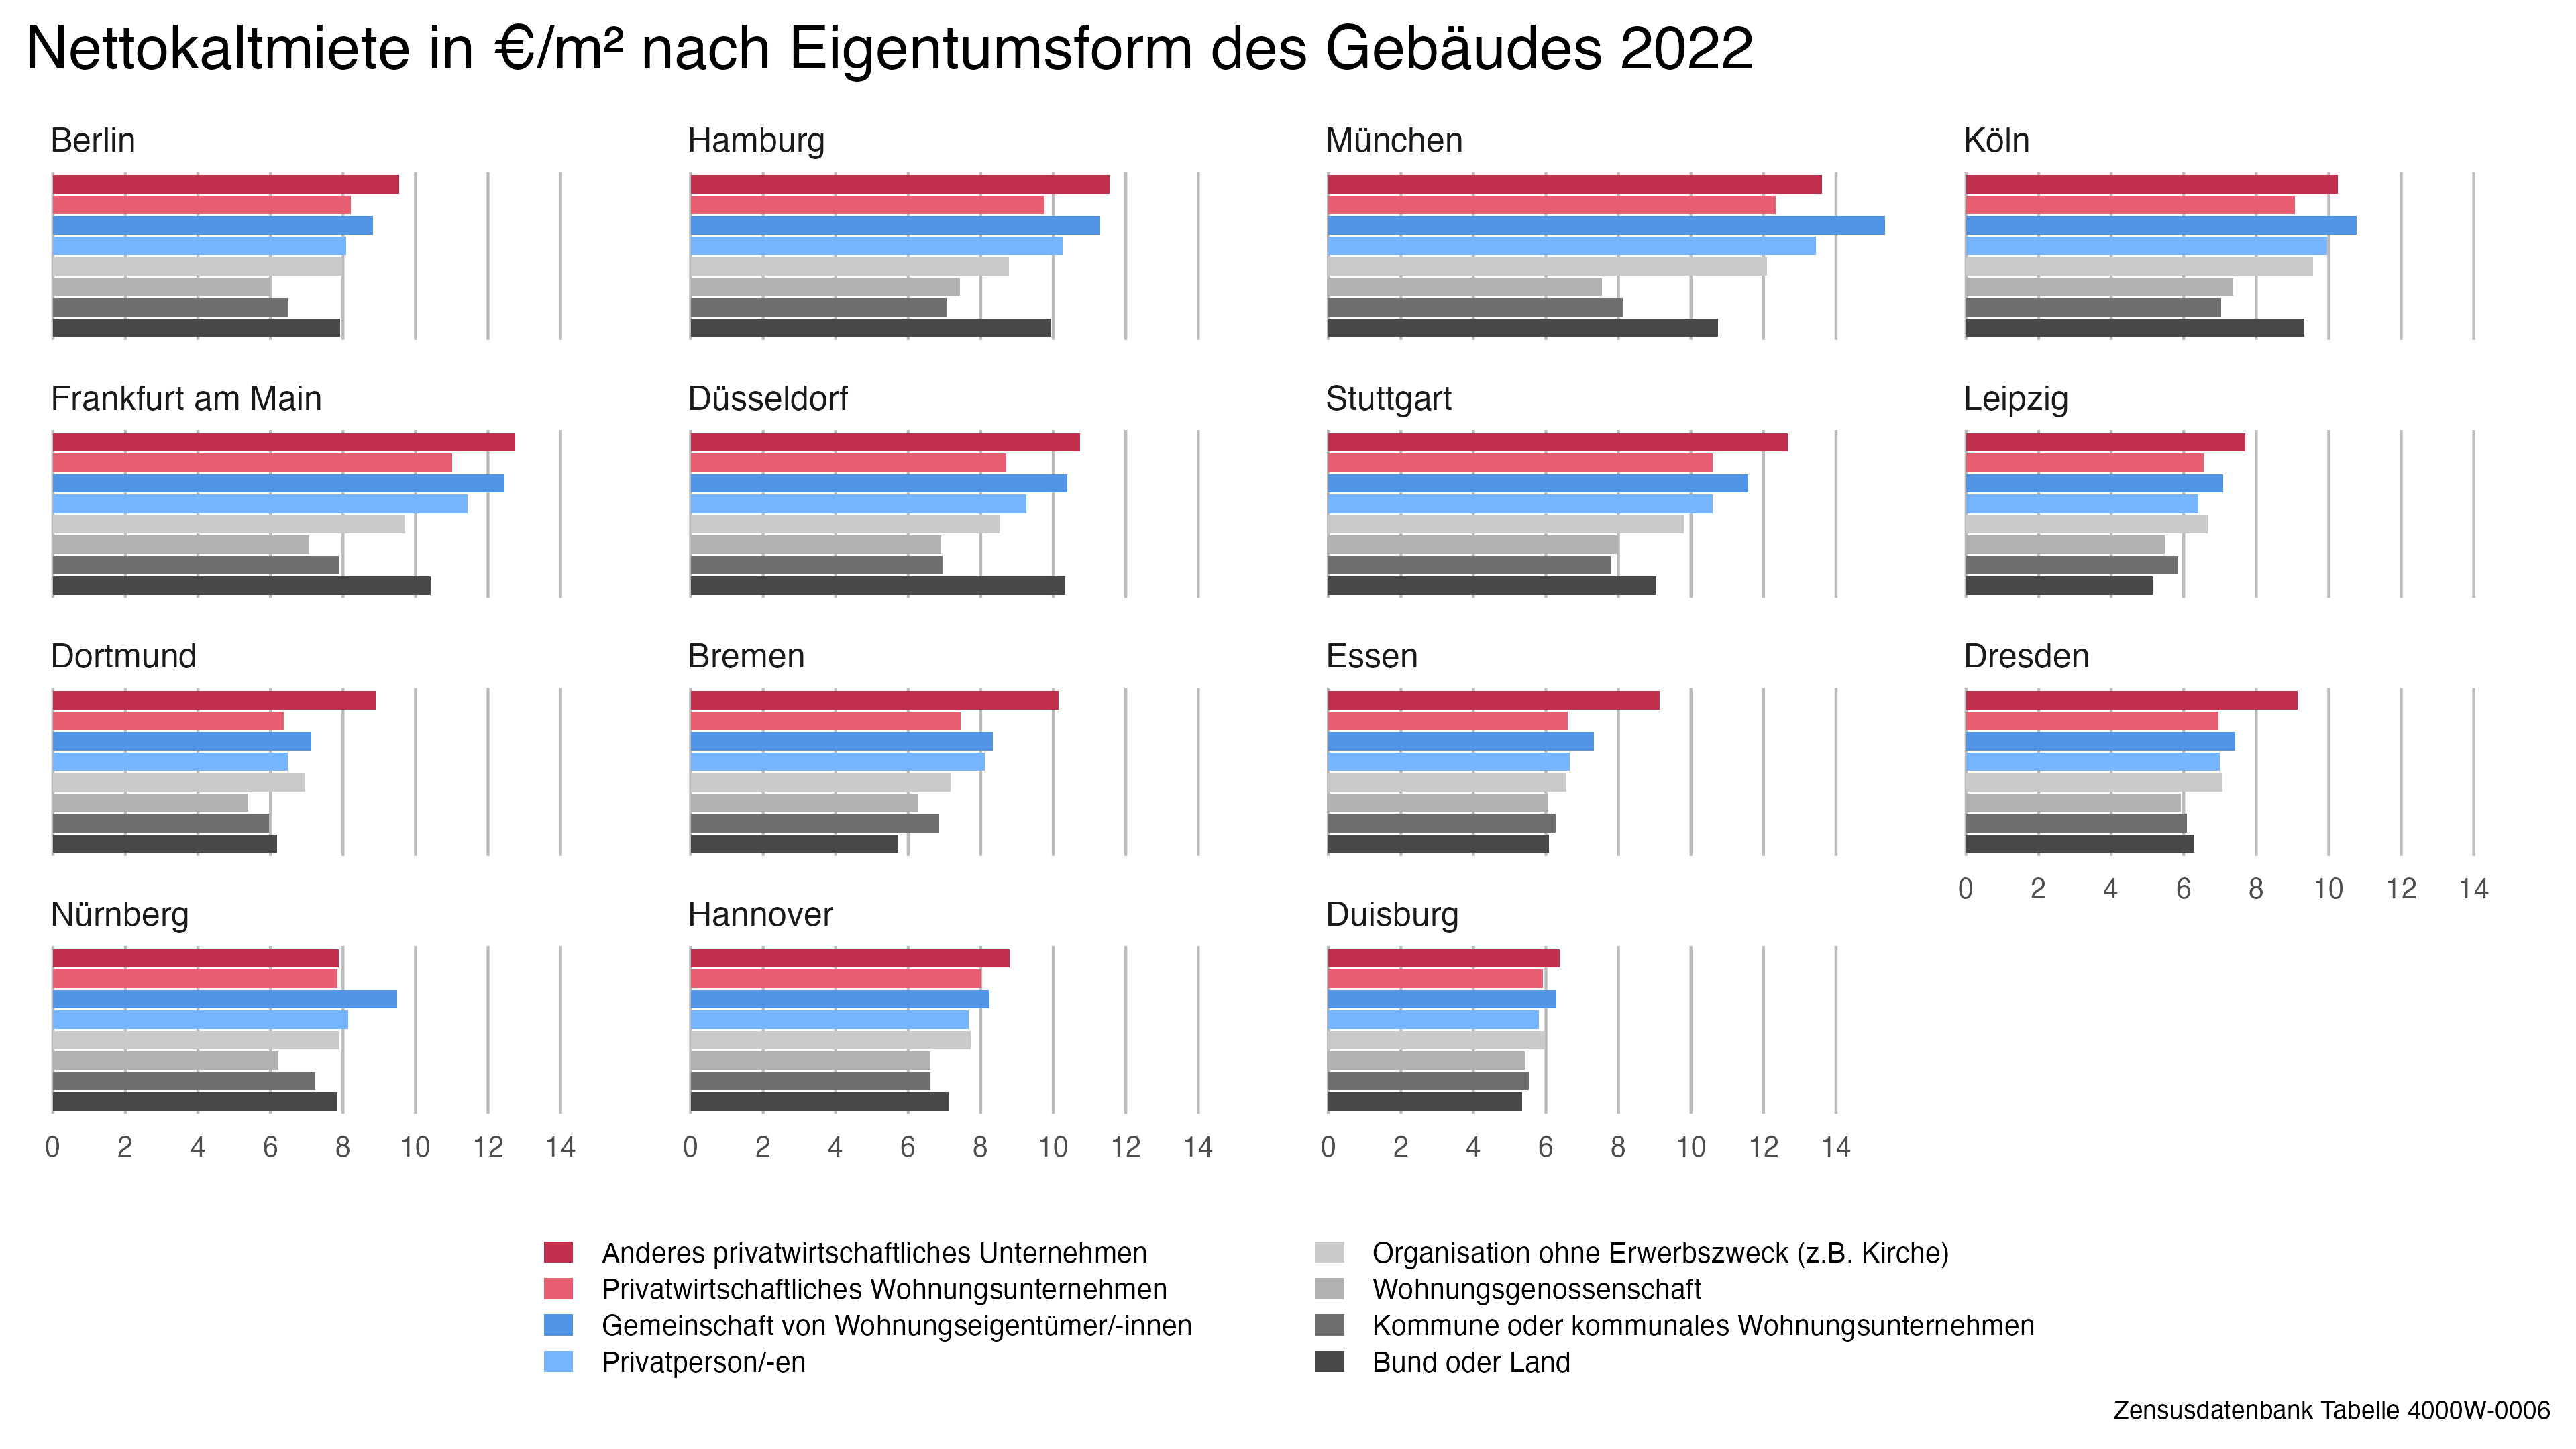 Nettokaltmiete in €/m² nach Eigentumsform des Gebäudes 2022
Berlin
Hamburg
München
Köln
Frankfurt am Main
Düsseldorf
Stuttgart
Leipzig
Dortmund
Bremen
Essen
Dresden
0 2 4 6 8 10 12 14
Nürnberg
Hannover
Duisburg
0 2 4 6 8 10 12 14
0 2 4 6 8 10 12 14
0 2 4 6 8 10 12 14
Anderes privatwirtschaftliches Unternehmen
Privatwirtschaftliches Wohnungsunternehmen
Gemeinschaft von Wohnungseigentümer/-innen
Privatperson/-en
Organisation ohne Erwerbszweck (z.B. Kirche)
Wohnungsgenossenschaft
Kommune oder kommunales Wohnungsunternehmen
Bund oder Land
Zensusdatenbank Tabelle 4000W-0006